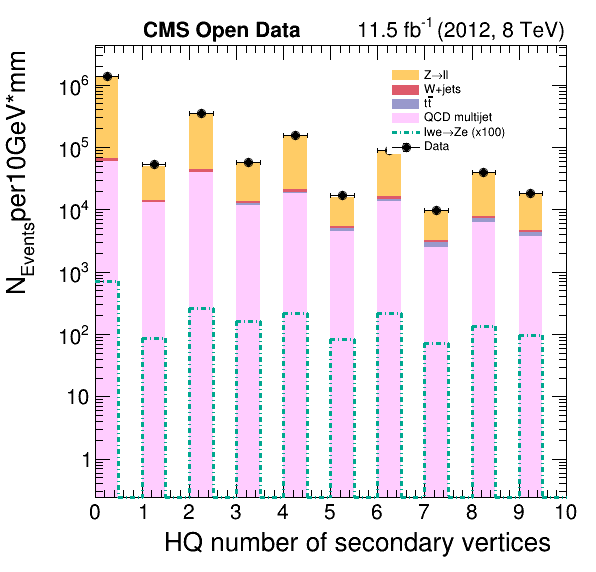 CMS Open Data 11.5 fb⁻¹ (2012, 8 TeV)
N_Events per10GeV*mm
10⁶
10⁵
10⁴
10³
10²
10
1
Z→ll
W+jets
tt̄
QCD multijet
lwe→Ze (x100)
Data
0 1 2 3 4 5 6 7 8 9 10
HQ number of secondary vertices